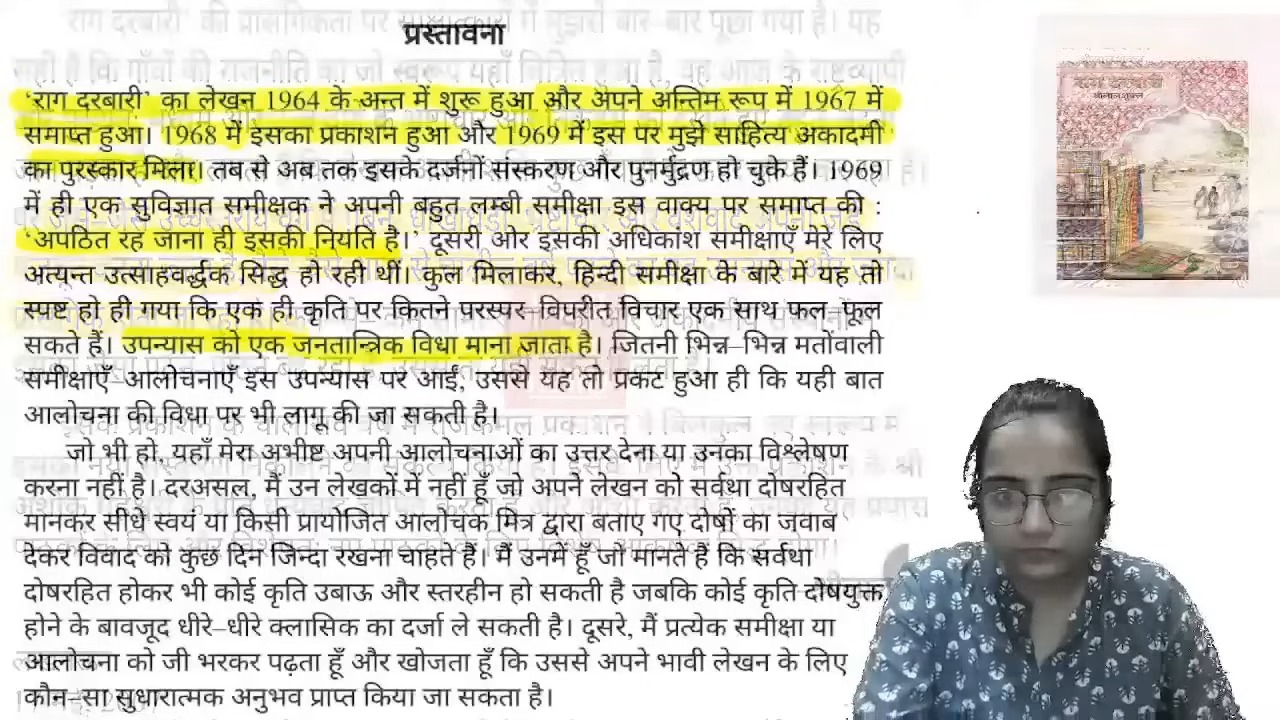 प्रस्तावना
'राग दरबारी' का लेखन 1964 के अन्त में शुरू हुआ और अपने अन्तिम रूप में 1967 में
समाप्त हुआ। 1968 में इसका प्रकाशन हुआ और 1969 में इस पर मुझे साहित्य अकादमी
का पुरस्कार मिला। तब से अब तक इसके दर्जनों संस्करण और पुनर्मुद्रण हो चुके हैं। 1969
में ही एक सुविज्ञात समीक्षक ने अपनी बहुत लम्बी समीक्षा इस वाक्य पर समाप्त की :
'अपठित रह जाना ही इसकी नियति है।' दूसरी ओर इसकी अधिकांश समीक्षाएँ मेरे लिए
अत्यन्त उत्साहवर्द्धक सिद्ध हो रही थीं। कुल मिलाकर, हिन्दी समीक्षा के बारे में यह तो
स्पष्ट हो ही गया कि एक ही कृति पर कितने परस्पर-विपरीत विचार एक साथ फल-फूल
सकते हैं। उपन्यास को एक जनतान्त्रिक विधा माना जाता है। जितनी भिन्न-भिन्न मतोंवाली
समीक्षाएँ आलोचनाएँ इस उपन्यास पर आईं, उससे यह तो प्रकट हुआ ही कि यही बात
आलोचना की विधा पर भी लागू की जा सकती है।
जो भी हो, यहाँ मेरा अभीष्ट अपनी आलोचनाओं का उत्तर देना या उनका विश्लेषण
करना नहीं है। दरअसल, मैं उन लेखकों में नहीं हूँ जो अपने लेखन को सर्वथा दोषरहित
मानकर सीधे स्वयं या किसी प्रायोजित आलोचक मित्र द्वारा बताए गए दोषों का जवाब
देकर विवाद को कुछ दिन जिन्दा रखना चाहते हैं। मैं उनमें हूँ जो मानते हैं कि सर्वथा
दोषरहित होकर भी कोई कृति उबाऊ और स्तरहीन हो सकती है जबकि कोई कृति दोषयुक्त
होने के बावजूद धीरे-धीरे क्लासिक का दर्जा ले सकती है। दूसरे, मैं प्रत्येक समीक्षा या
आलोचना को जी भरकर पढ़ता हूँ और खोजता हूँ कि उससे अपने भावी लेखन के लिए
कौन-सा सुधारात्मक अनुभव प्राप्त किया जा सकता है।